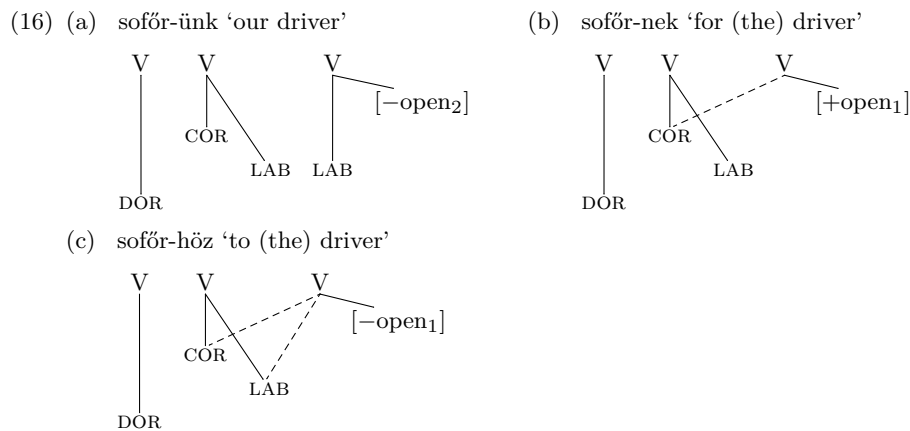 (16) (a) sofőr-ünk ‘our driver’ (b) sofőr-nek ‘for (the) driver’
V V V V V V
[−open₂] [+open₁]
COR COR
LAB LAB LAB
DOR DOR
(c) sofőr-höz ‘to (the) driver’
V V V
[−open₁]
COR
LAB
DOR